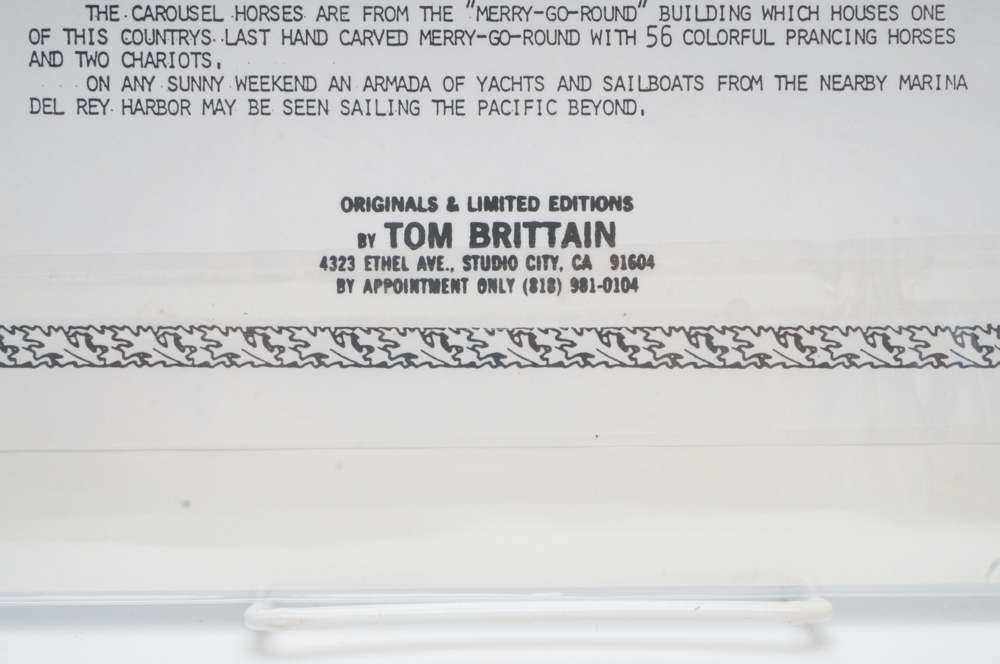 THE CAROUSEL HORSES ARE FROM THE "MERRY-GO-ROUND" BUILDING WHICH HOUSES ONE
OF THIS COUNTRYS LAST HAND CARVED MERRY-GO-ROUND WITH 56 COLORFUL PRANCING HORSES
AND TWO CHARIOTS.
ON ANY SUNNY WEEKEND AN ARMADA OF YACHTS AND SAILBOATS FROM THE NEARBY MARINA
DEL REY HARBOR MAY BE SEEN SAILING THE PACIFIC BEYOND.
ORIGINALS & LIMITED EDITIONS
BY TOM BRITTAIN
4323 ETHEL AVE., STUDIO CITY, CA 91604
BY APPOINTMENT ONLY (818) 981-0104